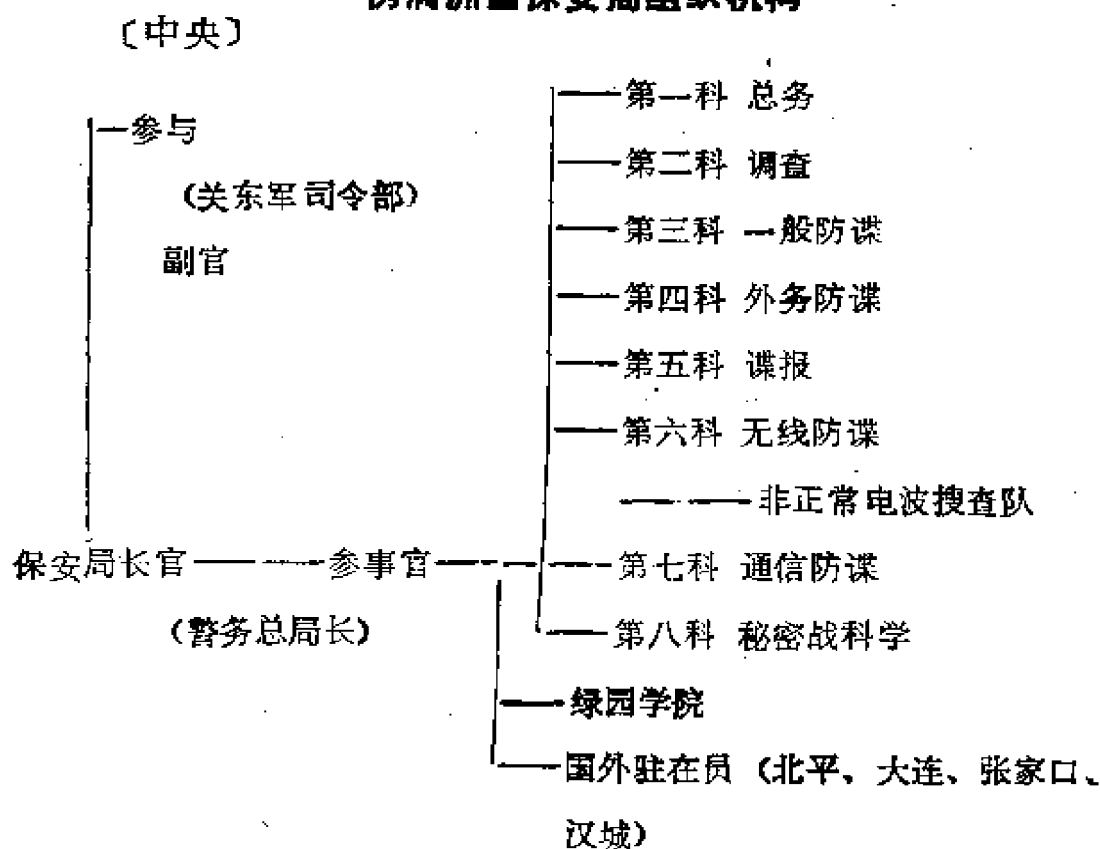 〔中央〕
第一科 总务
参与
第二科 调查
(关东军司令部)
第三科 一般防谍
副官
第四科 外务防谍
第五科 谍报
第六科 无线防谍
非正常电波搜查队
保安局长官
参事官
第七科 通信防谍
(警务总局长)
第八科 秘密战科学
绿园学院
国外驻在员(北平、大连、张家口、
汉城)